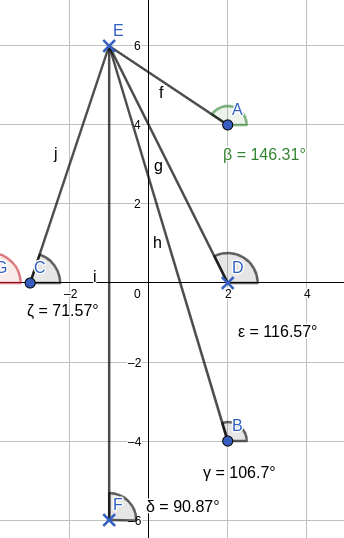 E
6
A
f
4
β = 146.31°
j
g
2
h
G
C
i
D
−2
0
2
4
ζ = 71.57°
ε = 116.57°
−2
B
−4
γ = 106.7°
F
δ = 90.87°
−6